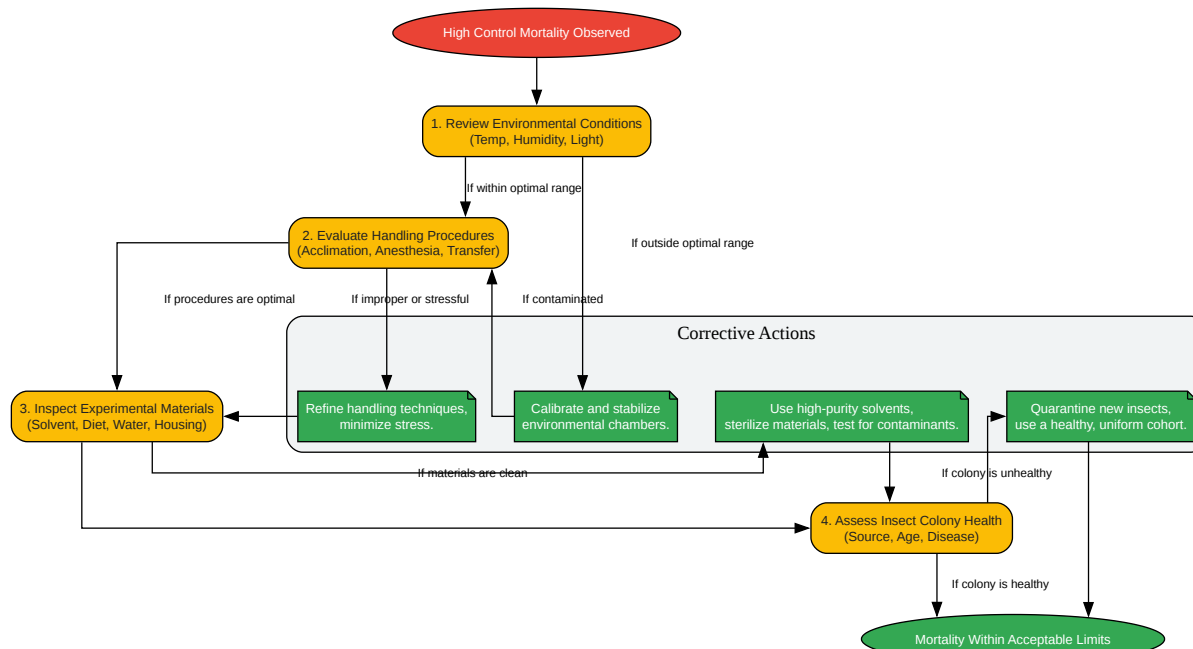 High Control Mortality Observed
1. Review Environmental Conditions
(Temp, Humidity, Light)
If within optimal range
2. Evaluate Handling Procedures
(Acclimation, Anesthesia, Transfer)
If outside optimal range
If procedures are optimal
If improper or stressful
If contaminated
Corrective Actions
3. Inspect Experimental Materials
(Solvent, Diet, Water, Housing)
Refine handling techniques,
minimize stress.
Calibrate and stabilize
environmental chambers.
Use high-purity solvents,
sterilize materials, test for contaminants.
Quarantine new insects,
use a healthy, uniform cohort.
If materials are clean
If colony is unhealthy
4. Assess Insect Colony Health
(Source, Age, Disease)
If colony is healthy
Mortality Within Acceptable Limits